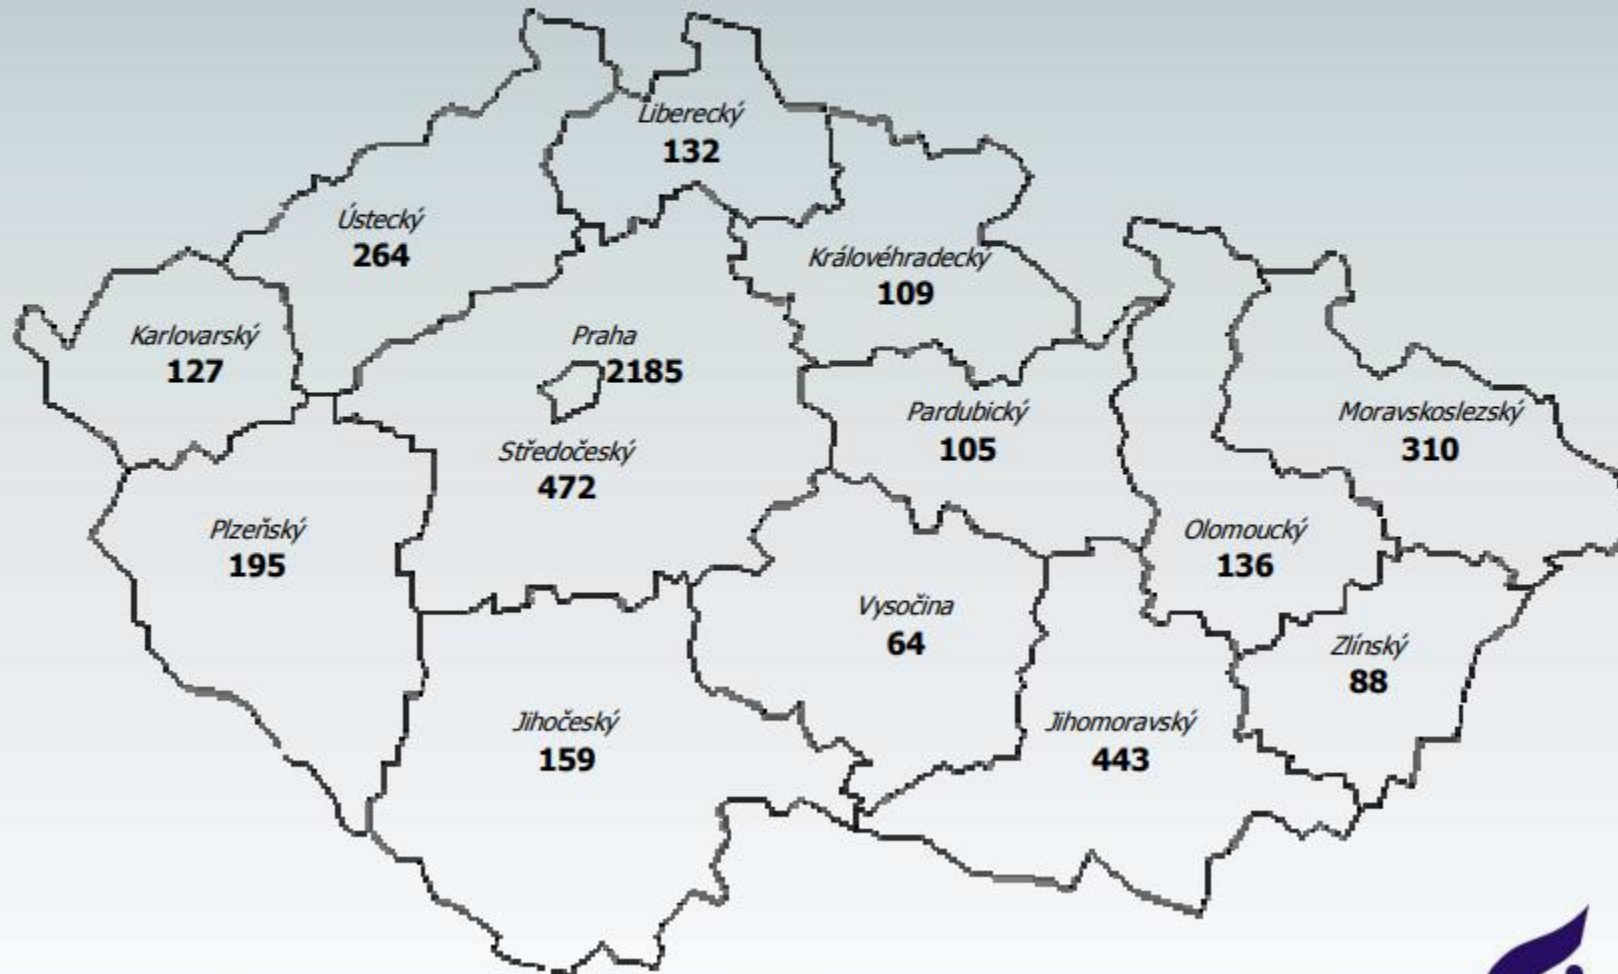 Liberecký
132
Ústecký
264
Královéhradecký
109
Karlovarský
127
Praha
2185
Pardubický
105
Moravskoslezský
310
Středočeský
472
Plzeňský
195
Olomoucký
136
Vysočina
64
Zlínský
88
Jihočeský
159
Jihomoravský
443